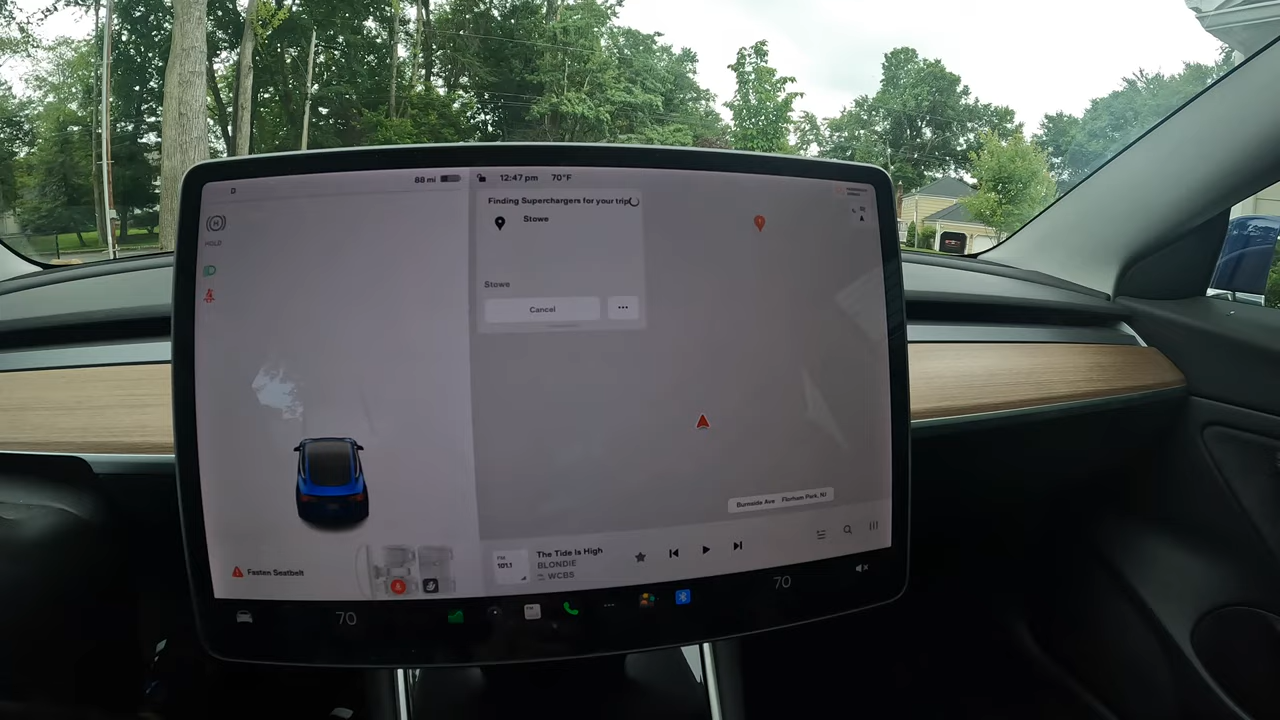 88 mi
12:47 pm 70°F
HOLD
Finding Superchargers for your trip
Stowe
Stowe
Cancel
Burnside Ave Florham Park, NJ
Fasten Seatbelt
FM
101.1
The Tide Is High
BLONDIE
WCBS
70
70